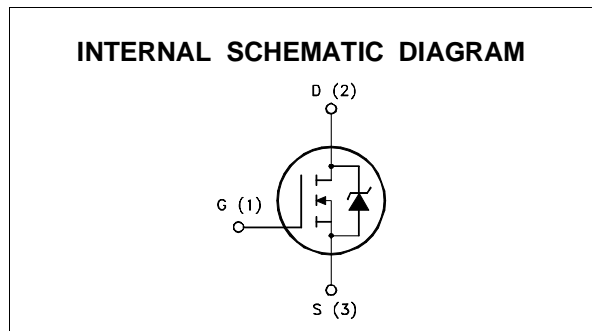 INTERNAL SCHEMATIC DIAGRAM
D (2)
G (1)
S (3)